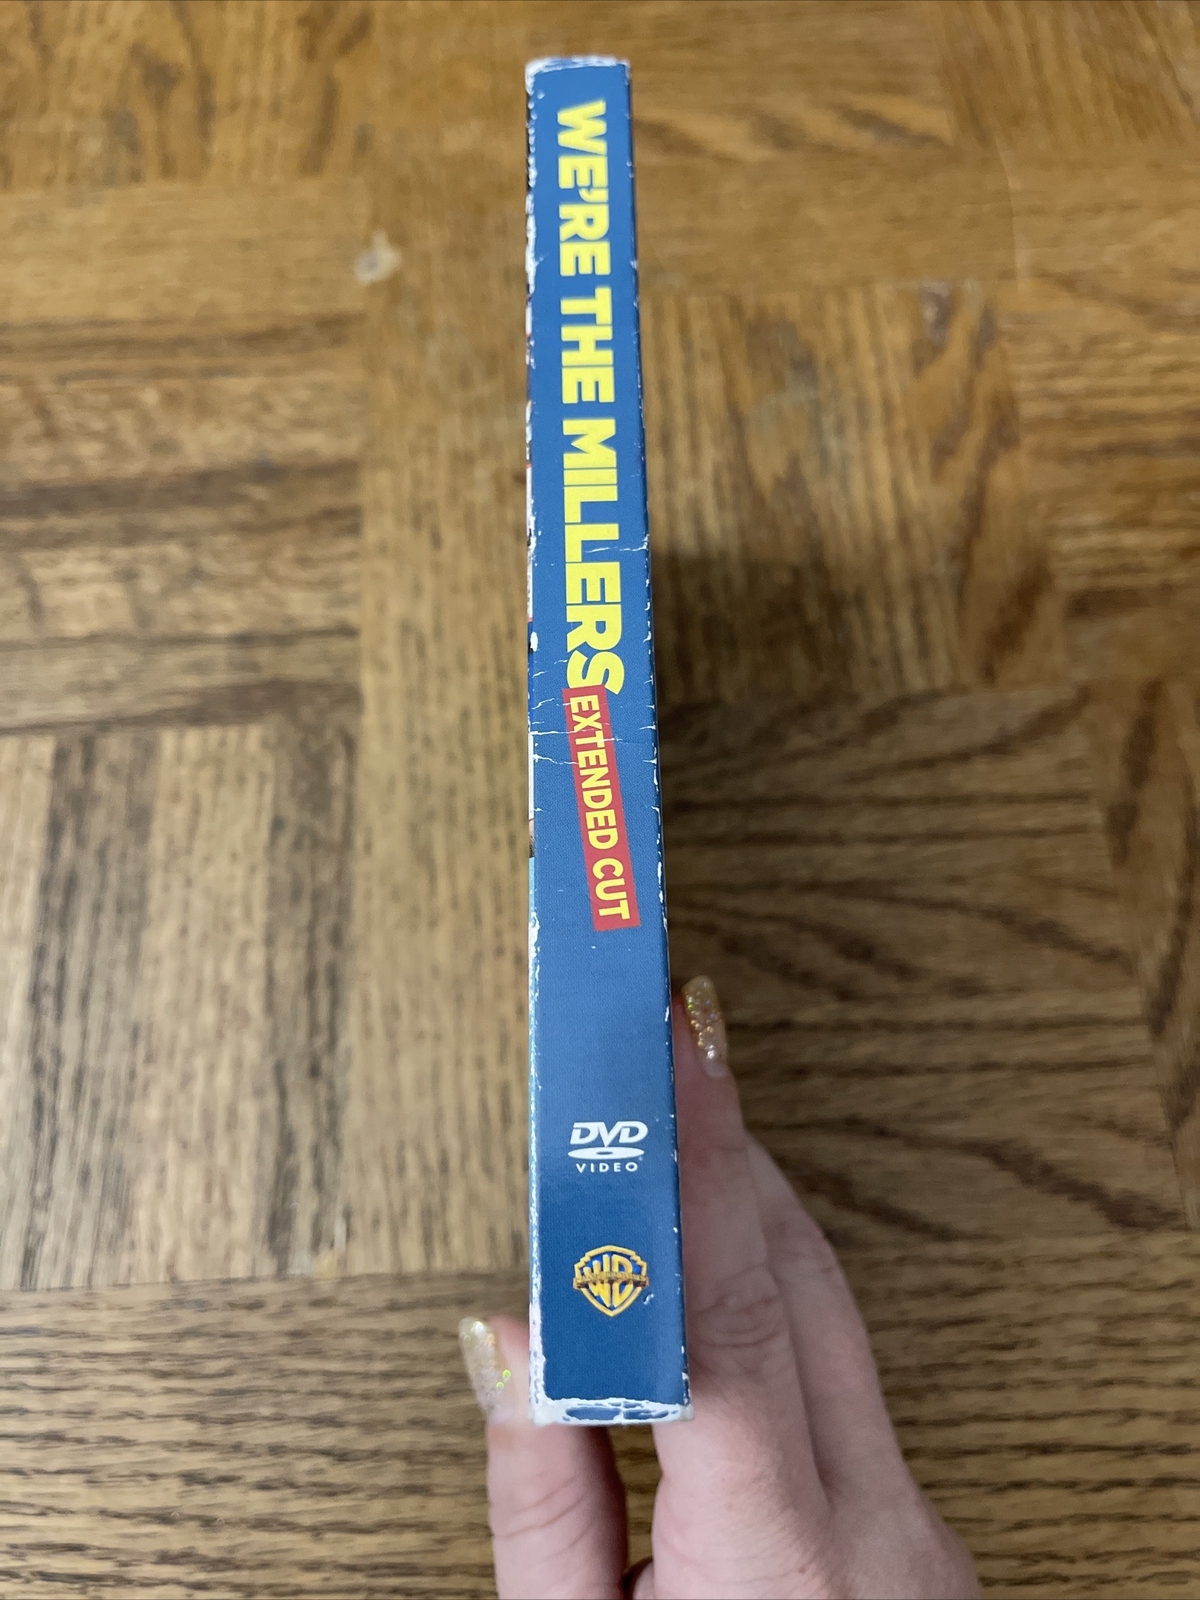 WE'RE THE MILLERS
EXTENDED CUT
DVD
VIDEO
WB